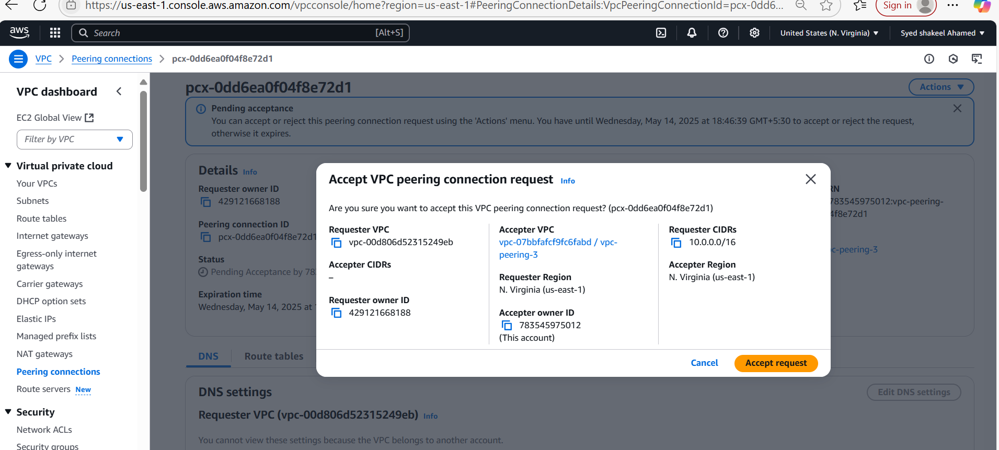 https://us-east-1.console.aws.amazon.com/vpcconsole/home?region=us-east-1#PeeringConnectionDetails:VpcPeeringConnectionId=pcx-0dd6...
Sign in
aws
Search
[Alt+S]
United States (N. Virginia)
Syed shakeel Ahamed
VPC
Peering connections
pcx-0dd6ea0f04f8e72d1
VPC dashboard
EC2 Global View
Filter by VPC
Virtual private cloud
Your VPCs
Subnets
Route tables
Internet gateways
Egress-only internet
gateways
Carrier gateways
DHCP option sets
Elastic IPs
Managed prefix lists
NAT gateways
Peering connections
Route servers New
Security
Network ACLs
Security groups
pcx-0dd6ea0f04f8e72d1
Actions
Pending acceptance
You can accept or reject this peering connection request using the 'Actions' menu. You have until Wednesday, May 14, 2025 at 18:46:39 GMT+5:30 to accept or reject the request,
otherwise it expires.
Details Info
Requester owner ID
429121668188
Peering connection ID
pcx-0dd6ea0f04f8e72d1
Status
Pending Acceptance by 783
Expiration time
Wednesday, May 14, 2025 at 1
RN
783545975012:vpc-peering-
4f8e72d1
pc-peering-3
Accept VPC peering connection request Info
Are you sure you want to accept this VPC peering connection request? (pcx-0dd6ea0f04f8e72d1)
Requester VPC
vpc-00d806d52315249eb
Accepter CIDRs
–
Requester owner ID
429121668188
Accepter VPC
vpc-07bbfafcf9fc6fabd / vpc-
peering-3
Requester Region
N. Virginia (us-east-1)
Accepter owner ID
783545975012
(This account)
Requester CIDRs
10.0.0.0/16
Accepter Region
N. Virginia (us-east-1)
Cancel
Accept request
DNS
Route tables
DNS settings
Edit DNS settings
Requester VPC (vpc-00d806d52315249eb) Info
You cannot view these settings because the VPC belongs to another account.